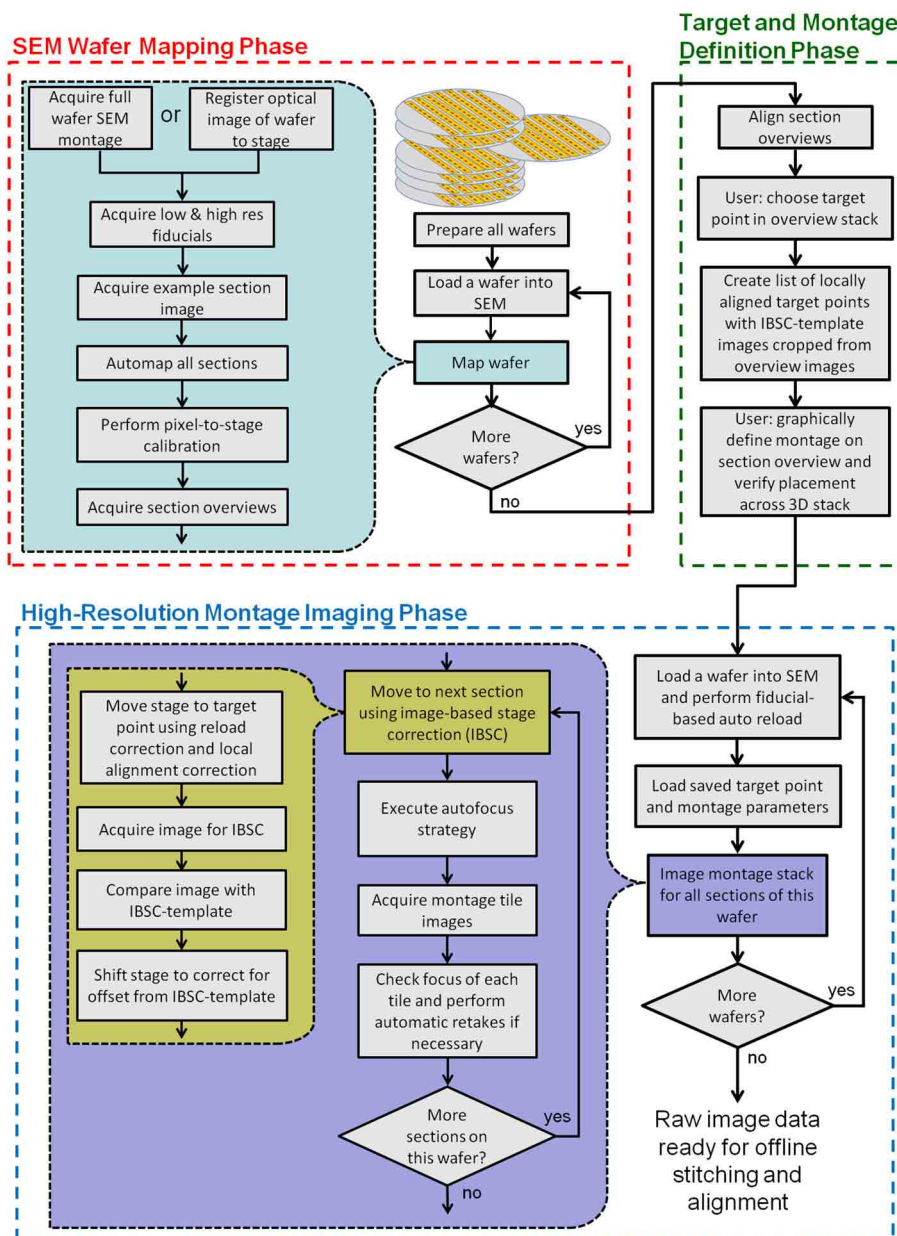 SEM Wafer Mapping Phase
Acquire full
wafer SEM
montage
or
Register optical
image of wafer
to stage
Acquire low & high res
fiducials
Acquire example section
image
Automap all sections
Perform pixel-to-stage
calibration
Acquire section overviews
Prepare all wafers
Load a wafer into
SEM
Map wafer
More
wafers?
yes
no
Target and Montage
Definition Phase
Align section
overviews
User: choose target
point in overview stack
Create list of locally
aligned target points
with IBSC-template
images cropped from
overview images
User: graphically
define montage on
section overview and
verify placement
across 3D stack
High-Resolution Montage Imaging Phase
Move stage to target
point using reload
correction and local
alignment correction
Acquire image for IBSC
Compare image with
IBSC-template
Shift stage to correct for
offset from IBSC-template
Move to next section
using image-based stage
correction (IBSC)
Execute autofocus
strategy
Acquire montage tile
images
Check focus of each
tile and perform
automatic retakes if
necessary
More
sections on
this wafer?
yes
no
Load a wafer into SEM
and perform fiducial-
based auto reload
Load saved target point
and montage parameters
Image montage stack
for all sections of this
wafer
More
wafers?
yes
no
Raw image data
ready for offline
stitching and
alignment